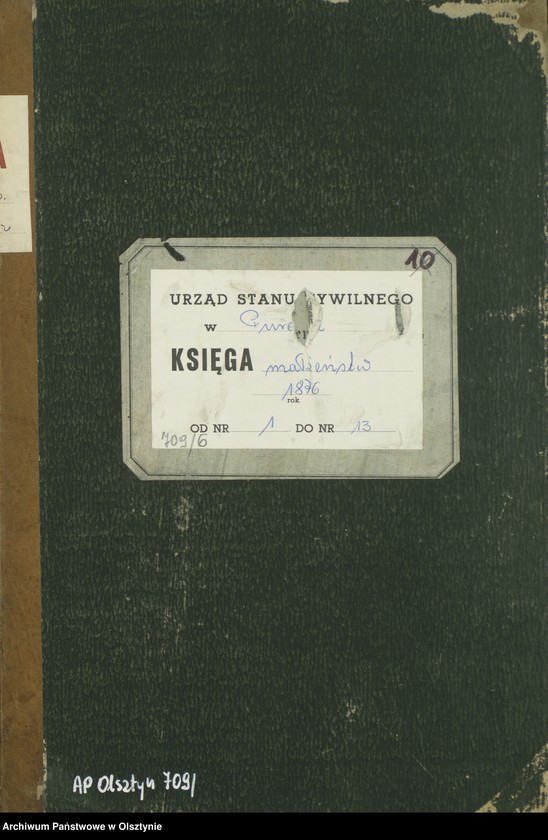 10
URZĄD STANU CYWILNEGO
w
KSIĘGA małżeństw
1876
rok
OD NR 1 DO NR 13
709/6
AP Olsztyn 709/
Archiwum Państwowe w Olsztynie